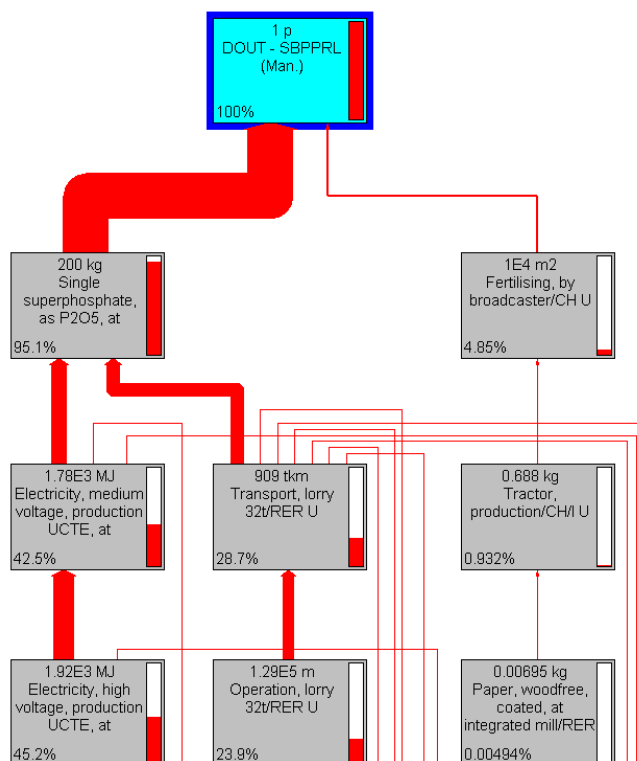 1 p
DOUT - SBPPRL
(Man.)
100%
200 kg
Single
superphosphate,
as P2O5, at
95.1%
1E4 m2
Fertilising, by
broadcaster/CH U
4.85%
1.78E3 MJ
Electricity, medium
voltage, production
UCTE, at
42.5%
909 tkm
Transport, lorry
32t/RER U
28.7%
0.688 kg
Tractor,
production/CH/I U
0.932%
1.92E3 MJ
Electricity, high
voltage, production
UCTE, at
45.2%
1.29E5 m
Operation, lorry
32t/RER U
23.9%
0.00695 kg
Paper, woodfree,
coated, at
integrated mill/RER
0.00494%